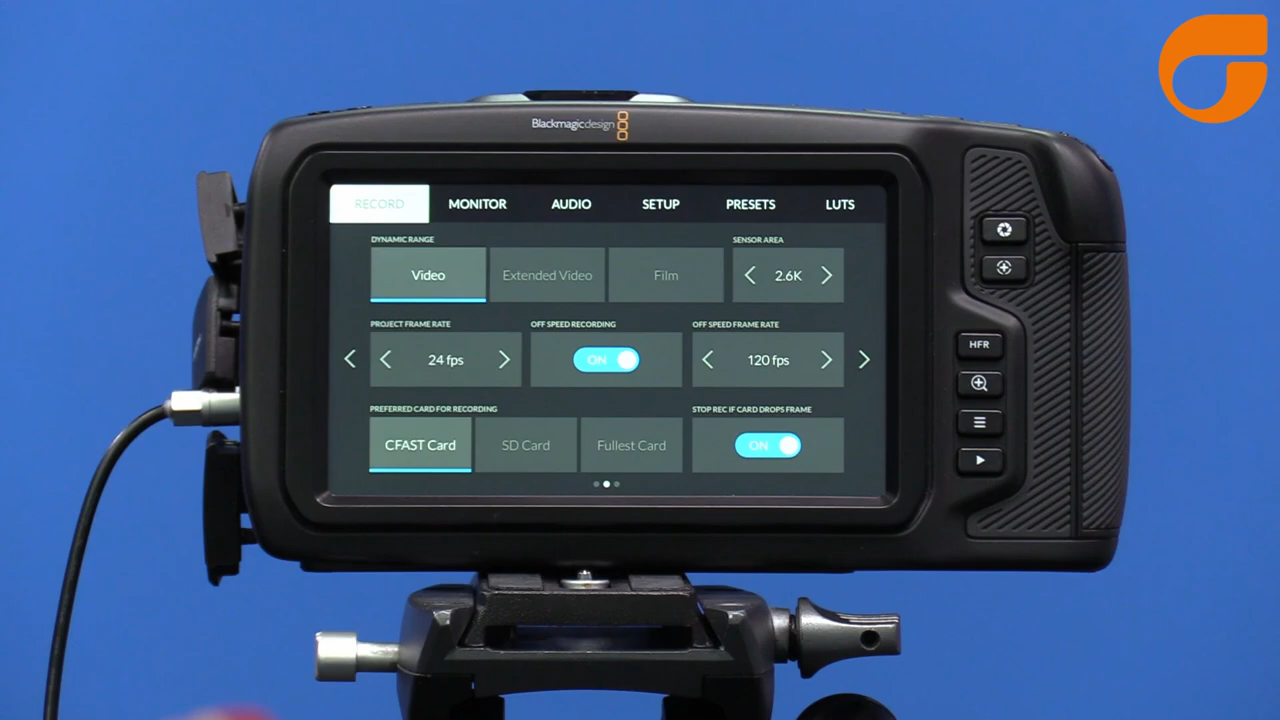 Blackmagicdesign
RECORD MONITOR AUDIO SETUP PRESETS LUTS
DYNAMIC RANGE SENSOR AREA
Video Extended Video Film 2.6K
PROJECT FRAME RATE OFF SPEED RECORDING OFF SPEED FRAME RATE
24 fps ON 120 fps
PREFERRED CARD FOR RECORDING STOP REC IF CARD DROPS FRAME
CFAST Card SD Card Fullest Card ON
HFR